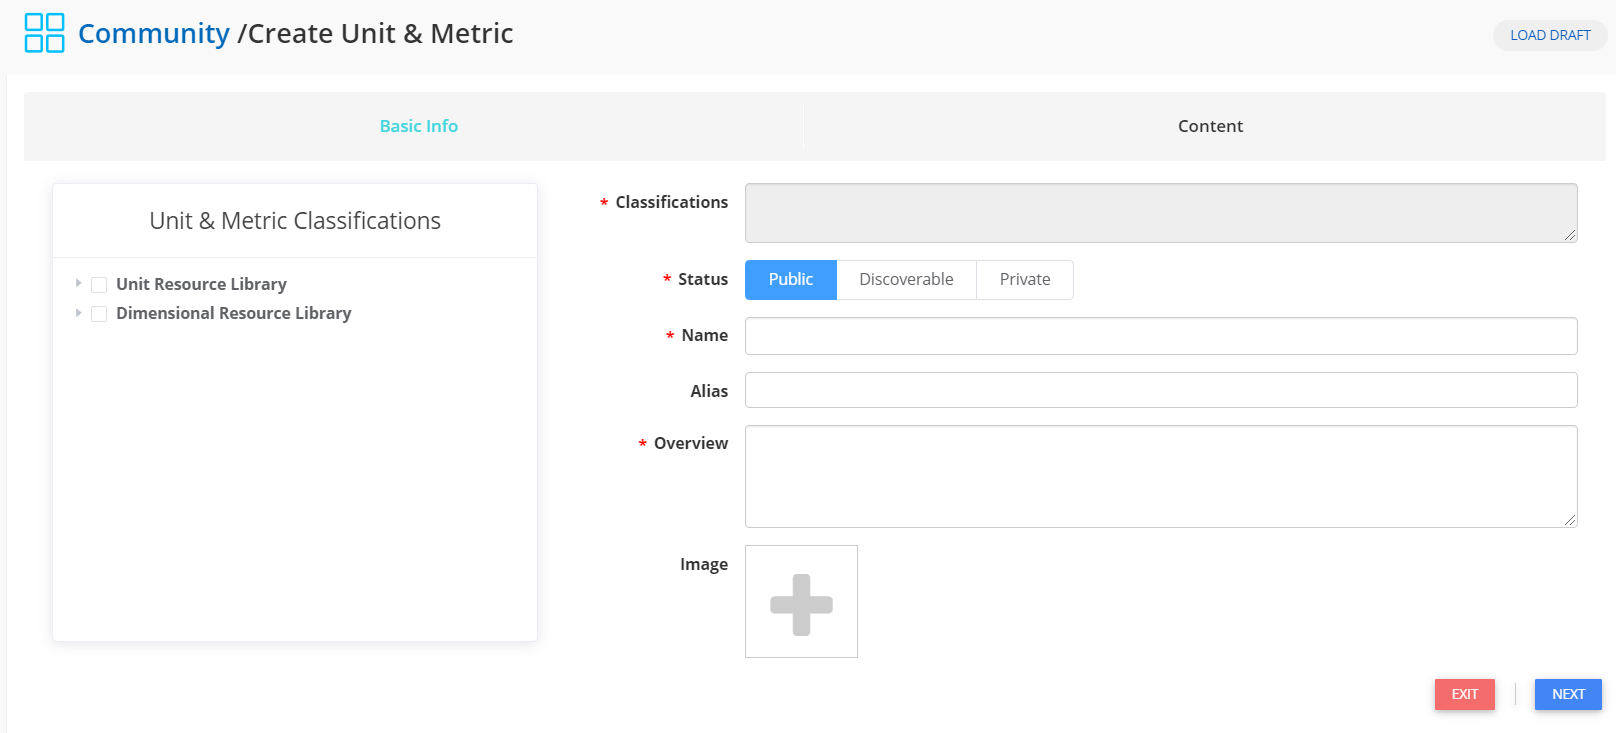 Community /Create Unit & Metric
LOAD DRAFT
Basic Info
Content
Unit & Metric Classifications
Unit Resource Library
Dimensional Resource Library
* Classifications
* Status
Public
Discoverable
Private
* Name
Alias
* Overview
Image
EXIT
NEXT